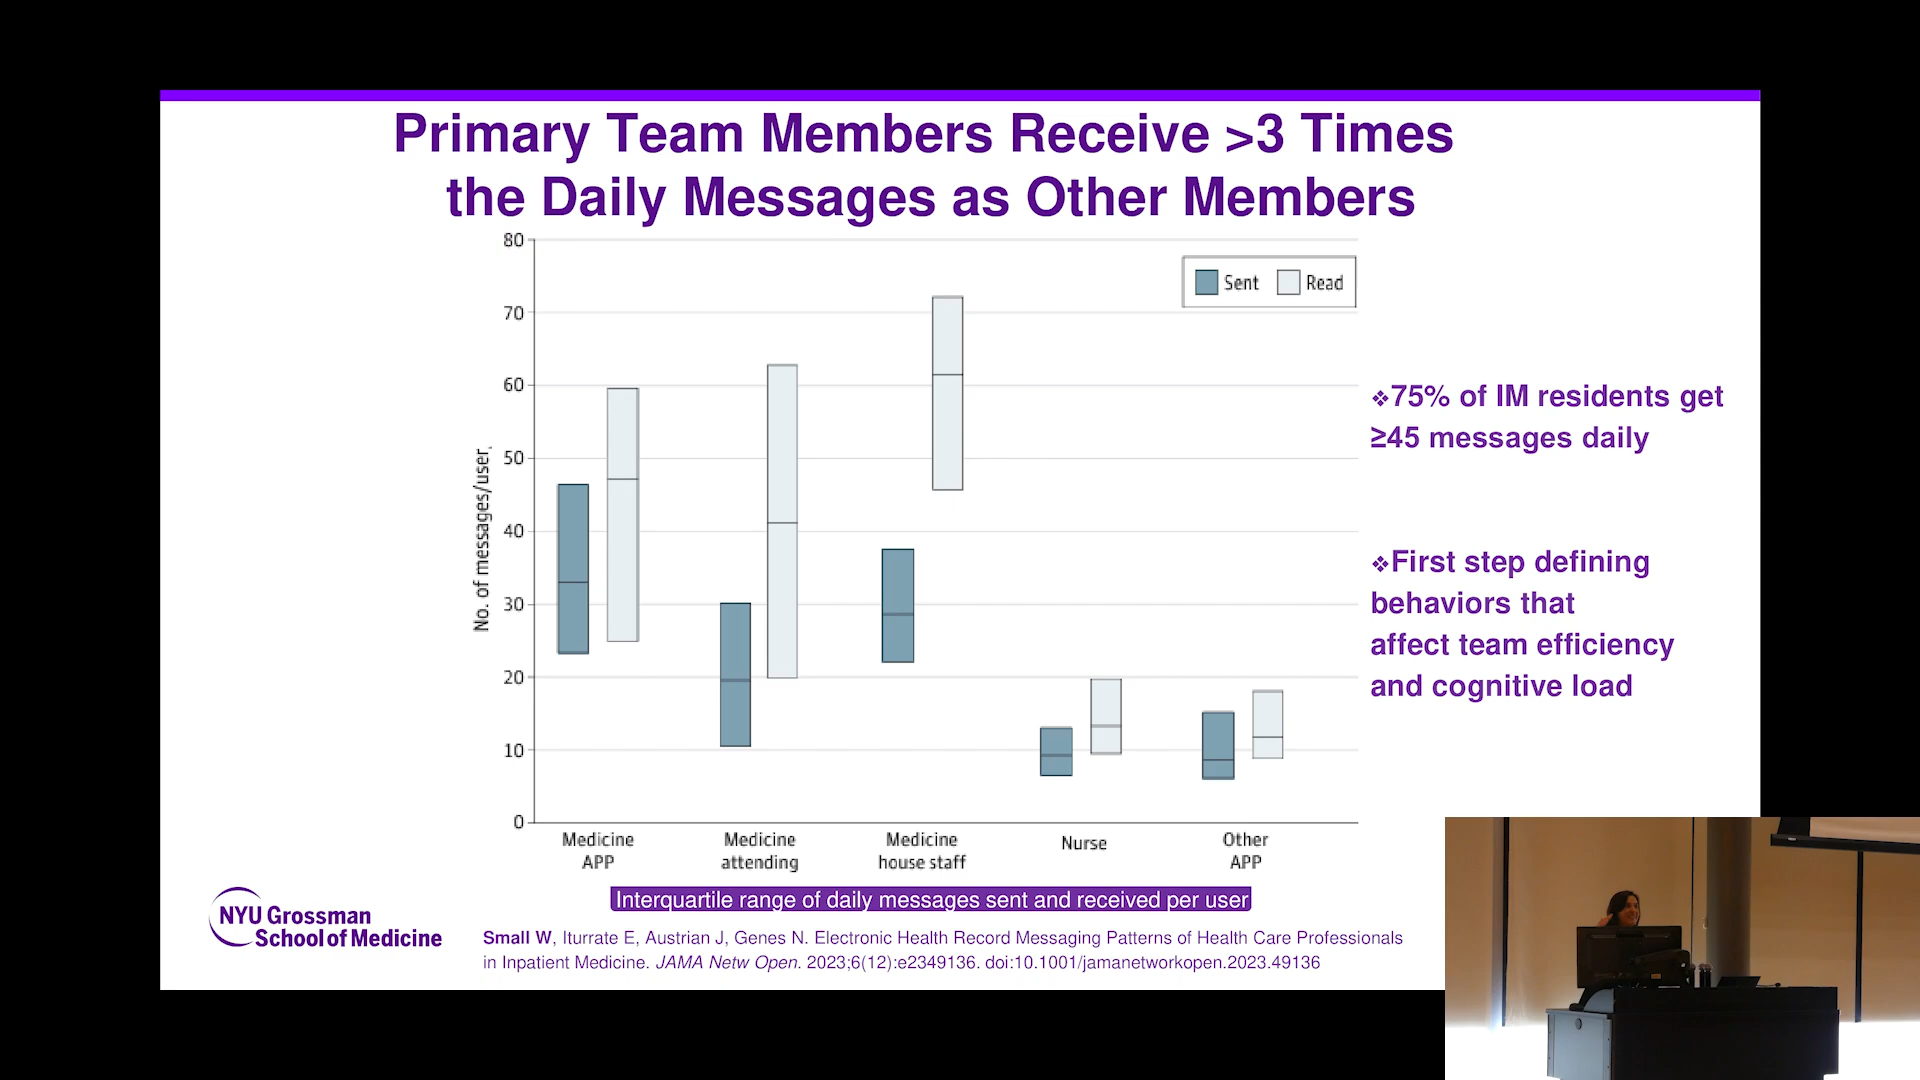 Primary Team Members Receive >3 Times
the Daily Messages as Other Members
80
70
60
50
40
30
20
10
0
No. of messages/user
Sent
Read
Medicine
APP
Medicine
attending
Medicine
house staff
Nurse
Other
APP
Interquartile range of daily messages sent and received per user
❖75% of IM residents get
≥45 messages daily
❖First step defining
behaviors that
affect team efficiency
and cognitive load
NYU Grossman
School of Medicine
Small W, Iturrate E, Austrian J, Genes N. Electronic Health Record Messaging Patterns of Health Care Professionals
in Inpatient Medicine. JAMA Netw Open. 2023;6(12):e2349136. doi:10.1001/jamanetworkopen.2023.49136